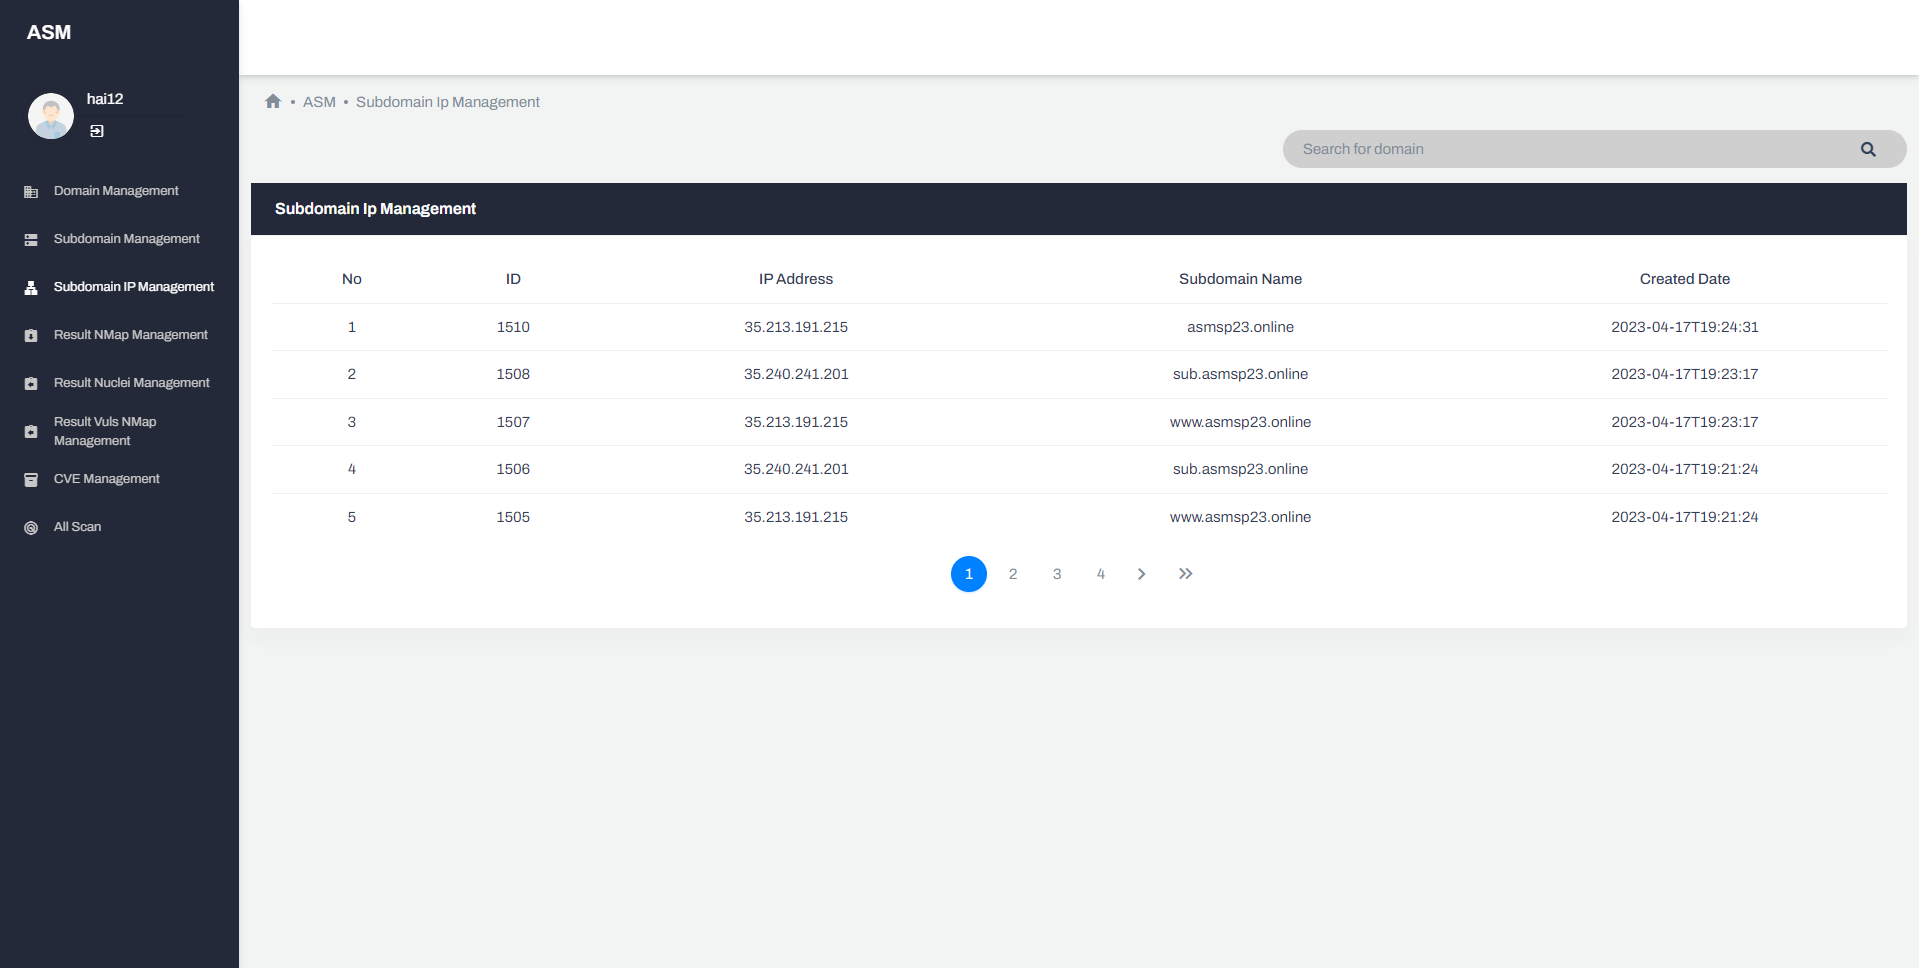 ASM
hai12
Domain Management
Subdomain Management
Subdomain IP Management
Result NMap Management
Result Nuclei Management
Result Vuls NMap
Management
CVE Management
All Scan
ASM • Subdomain Ip Management
Search for domain
Subdomain Ip Management
No ID IP Address Subdomain Name Created Date
1 1510 35.213.191.215 asmsp23.online 2023-04-17T19:24:31
2 1508 35.240.241.201 sub.asmsp23.online 2023-04-17T19:23:17
3 1507 35.213.191.215 www.asmsp23.online 2023-04-17T19:23:17
4 1506 35.240.241.201 sub.asmsp23.online 2023-04-17T19:21:24
5 1505 35.213.191.215 www.asmsp23.online 2023-04-17T19:21:24
1 2 3 4